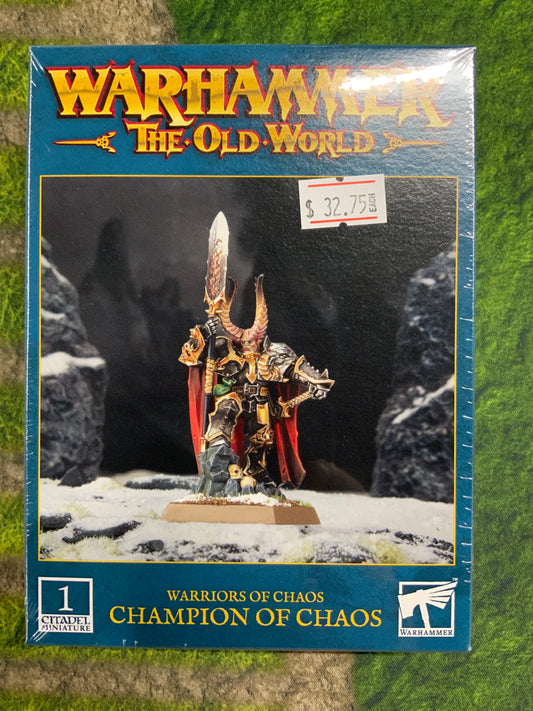 WARHAMMER
THE • OLD • WORLD
$ 32.75 EACH
WARRIORS OF CHAOS
CHAMPION OF CHAOS
1
CITADEL
MINIATURE
WARHAMMER